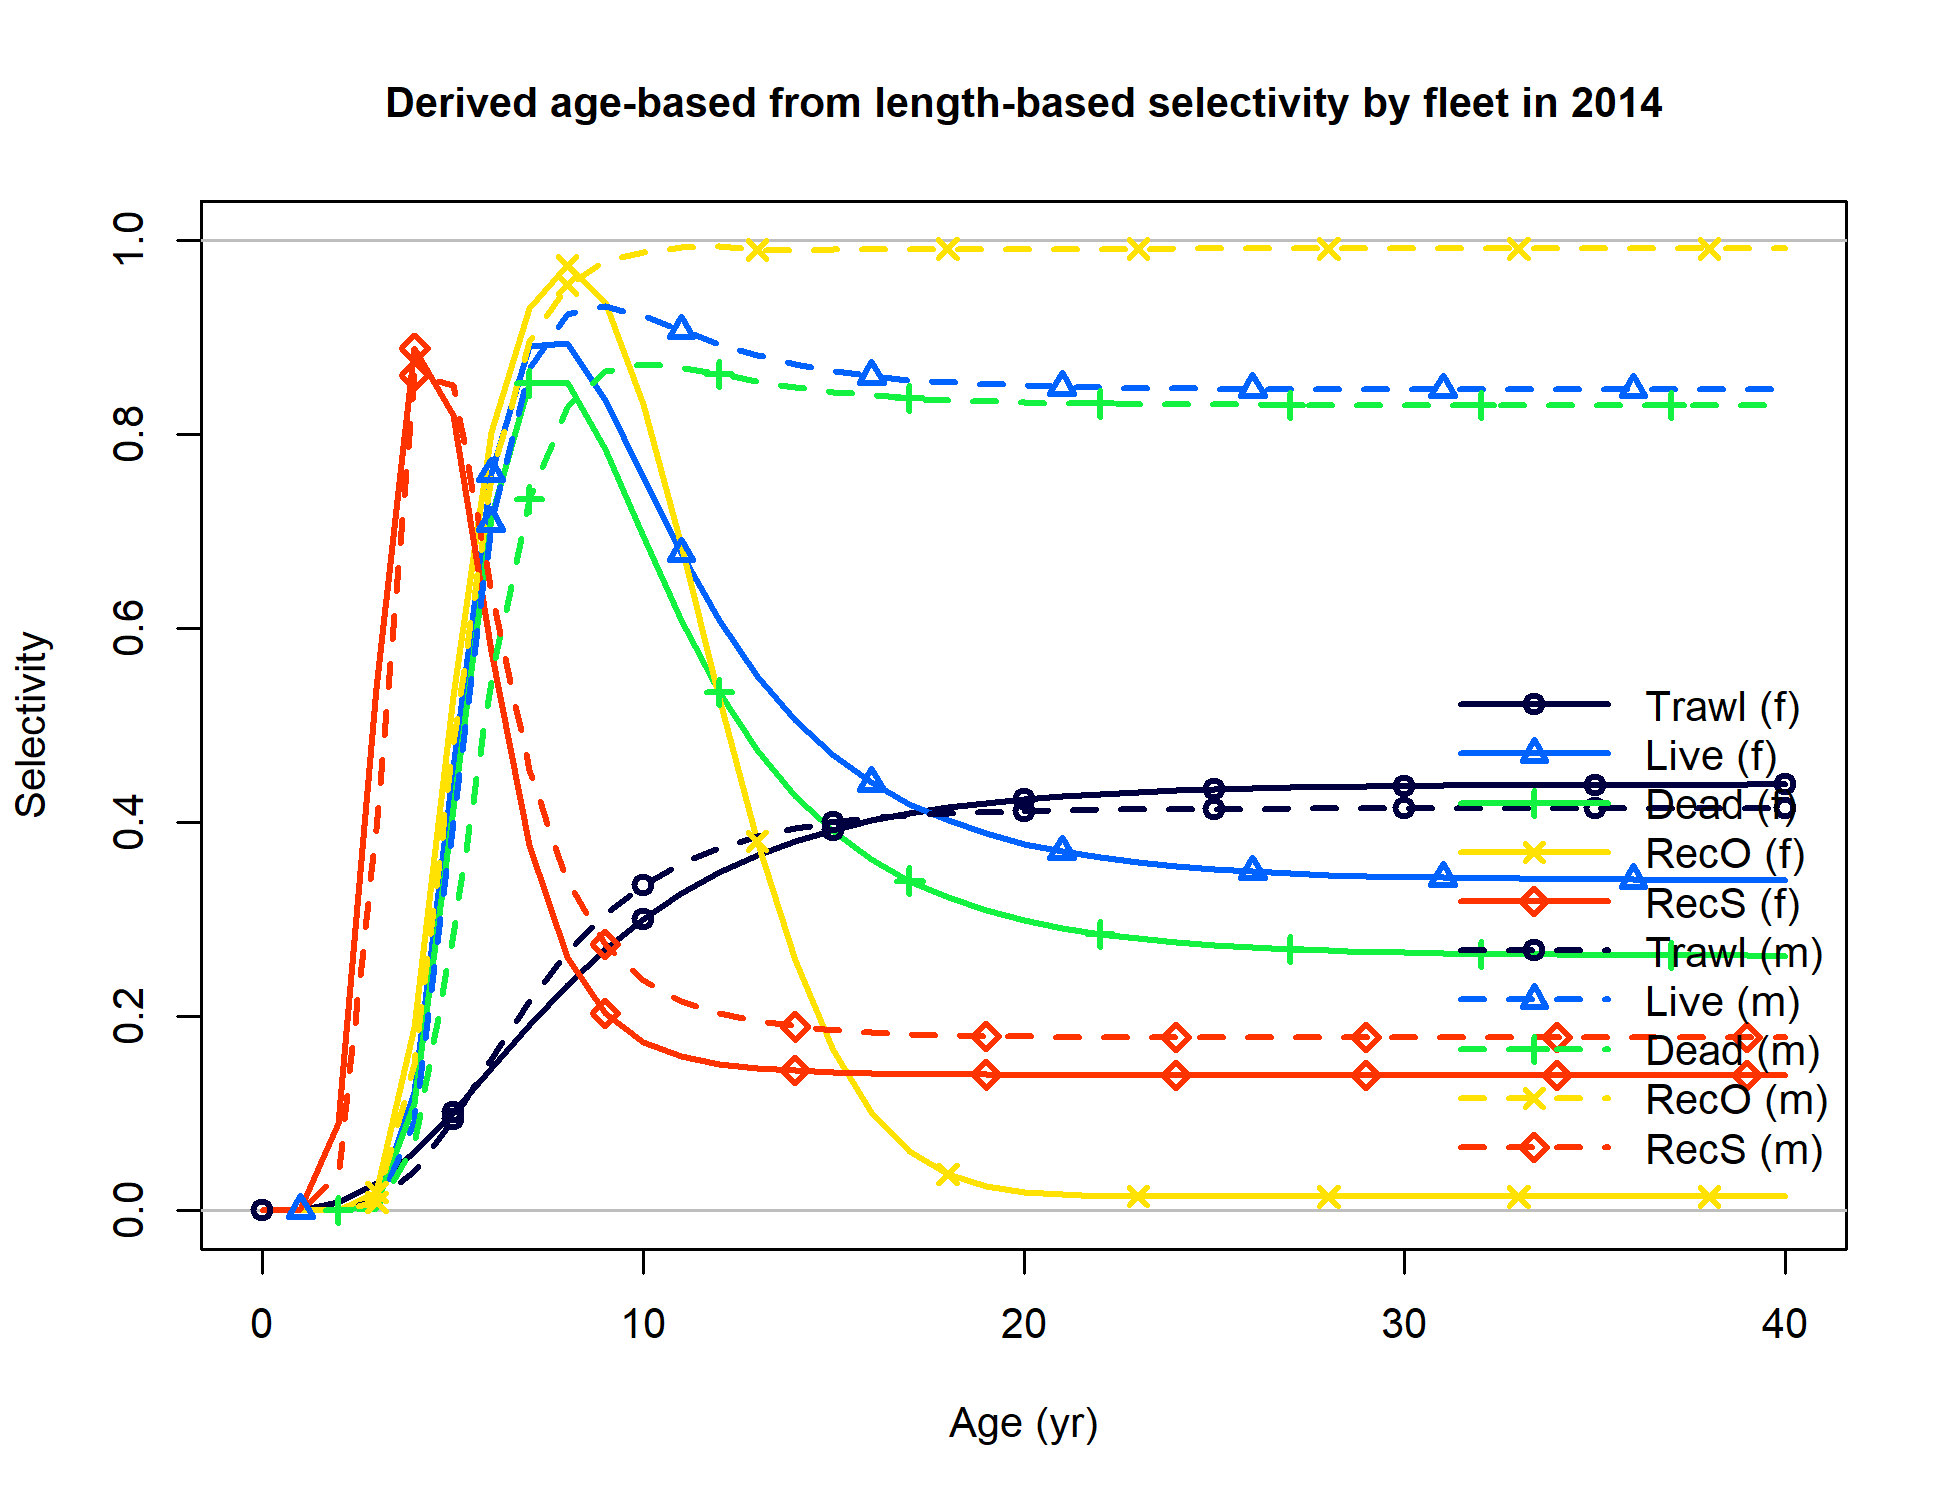 Derived age-based from length-based selectivity by fleet in 2014
Selectivity
1.0
0.8
0.6
0.4
0.2
0.0
Trawl (f)
Live (f)
Dead (f)
RecO (f)
RecS (f)
Trawl (m)
Live (m)
Dead (m)
RecO (m)
RecS (m)
0 10 20 30 40
Age (yr)